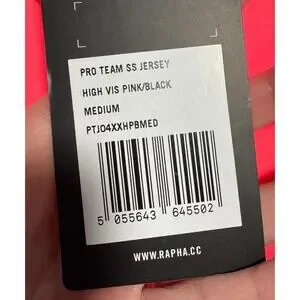 PRO TEAM SS JERSEY
HIGH VIS PINK/BLACK
MEDIUM
PTJ04XXHPBMED
5 055643 645502
WWW.RAPHA.CC